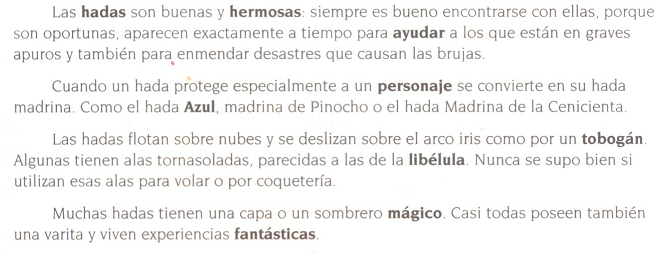 Las hadas son buenas y hermosas: siempre es bueno encontrarse con ellas, porque
son oportunas, aparecen exactamente a tiempo para ayudar a los que están en graves
apuros y también para enmendar desastres que causan las brujas.
Cuando un hada protege especialmente a un personaje se convierte en su hada
madrina. Como el hada Azul, madrina de Pinocho o el hada Madrina de la Cenicienta.
Las hadas flotan sobre nubes y se deslizan sobre el arco iris como por un tobogán.
Algunas tienen alas tornasoladas, parecidas a las de la libélula. Nunca se supo bien si
utilizan esas alas para volar o por coquetería.
Muchas hadas tienen una capa o un sombrero mágico. Casi todas poseen también
una varita y viven experiencias fantásticas.